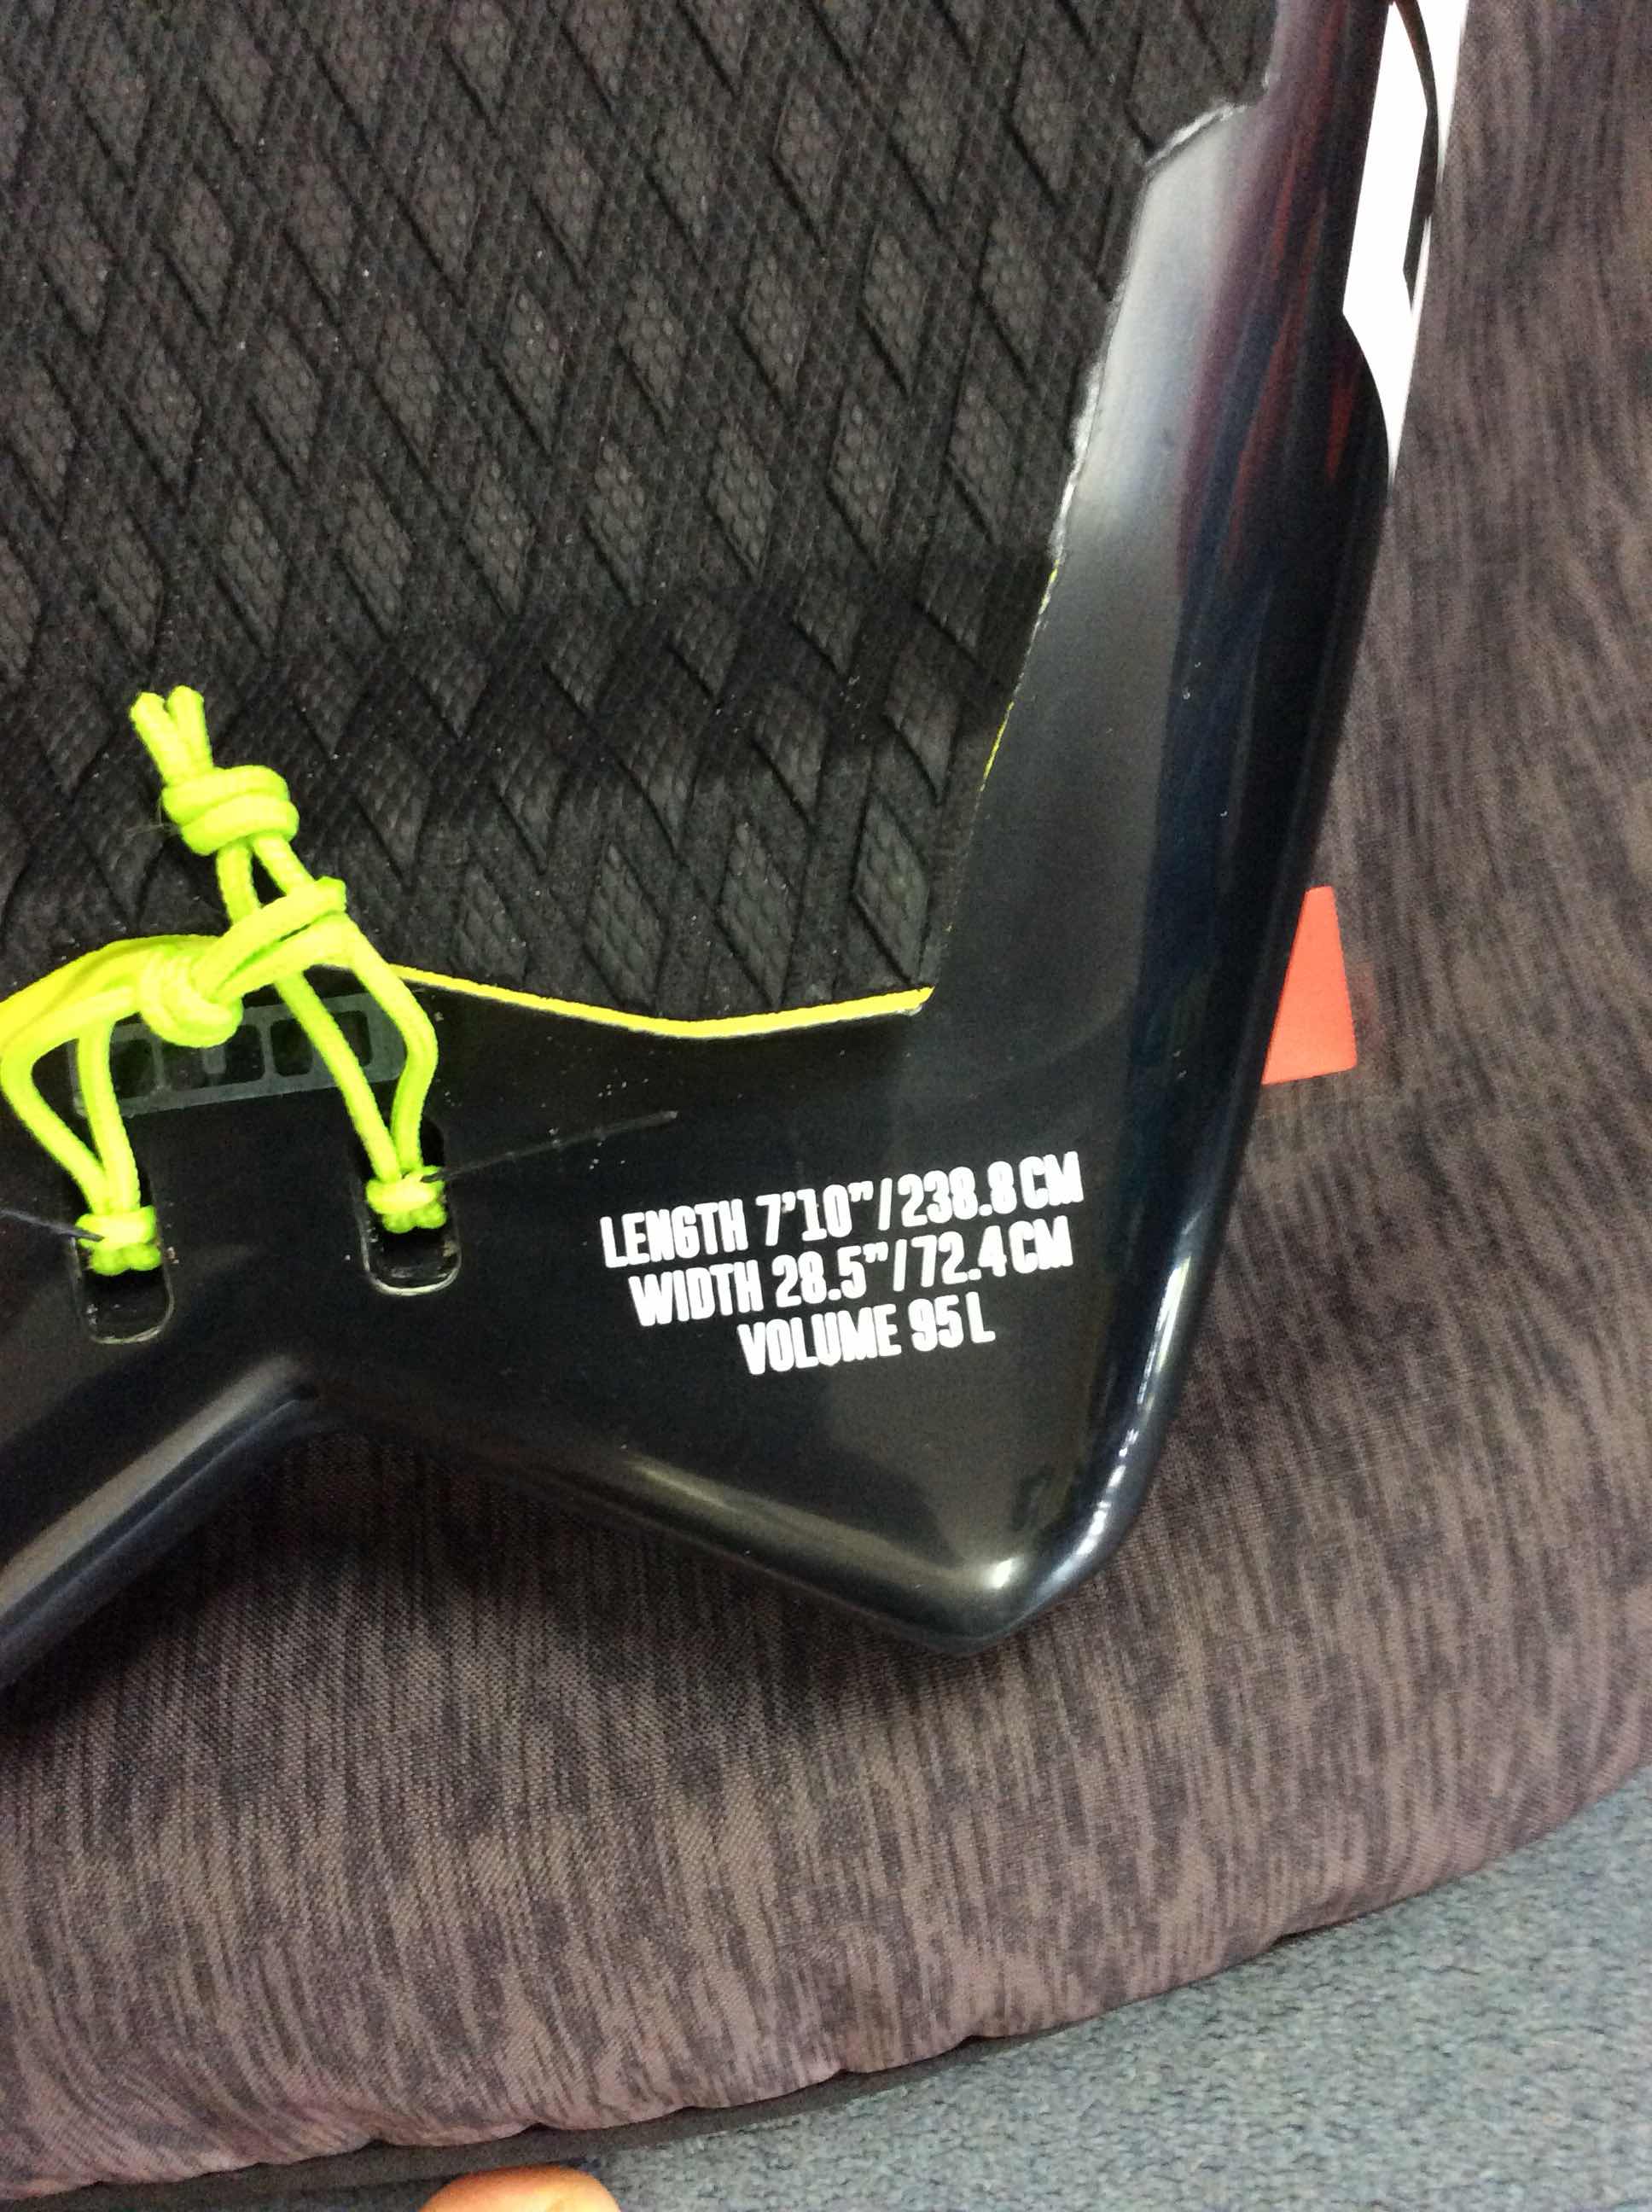 LENGTH 7'10"/238.8 CM
WIDTH 28.5"/72.4 CM
VOLUME 95 L